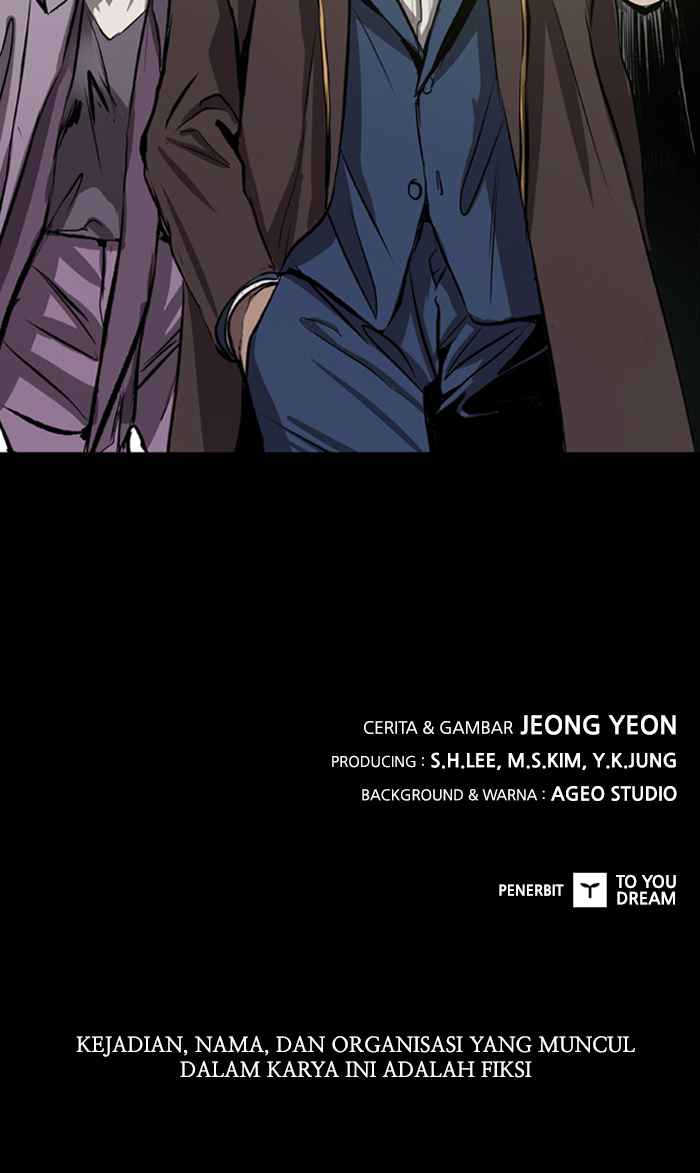 CERITA & GAMBAR JEONG YEON
PRODUCING : S.H.LEE, M.S.KIM, Y.K.JUNG
BACKGROUND & WARNA : AGEO STUDIO
PENERBIT TO YOU
DREAM
KEJADIAN, NAMA, DAN ORGANISASI YANG MUNCUL
DALAM KARYA INI ADALAH FIKSI